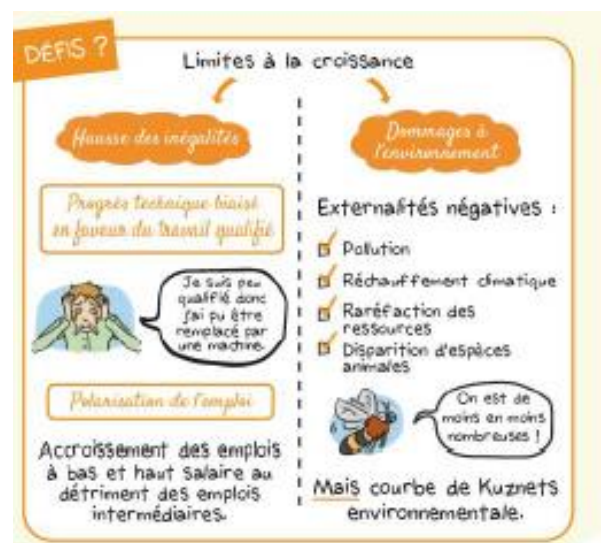 DÉFIS ?
Limites à la croissance
Hausse des inégalités
Progrès technique biaisé
en faveur du travail qualifié
Je suis peu
qualifié donc
j'ai pu être
remplacé par
une machine.
Polarisation de l'emploi
Accroissement des emplois
à bas et haut salaire au
détriment des emplois
intermédiaires.
Dommages à
l'environnement
Externalités négatives :
Pollution
Réchauffement climatique
Raréfaction des
ressources
Disparition d'espèces
animales
On est de
moins en moins
nombreuses !
Mais courbe de Kuznets
environnementale.